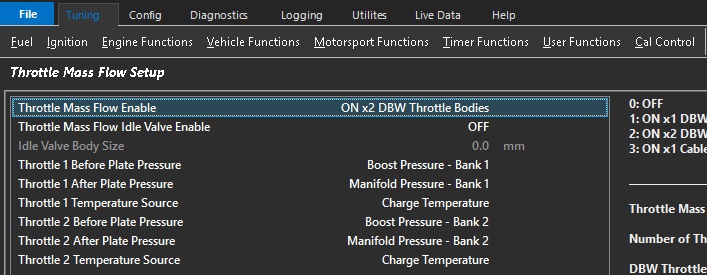 File Tuning Config Diagnostics Logging Utilites Live Data Help
Fuel Ignition Engine Functions Vehicle Functions Motorsport Functions Timer Functions User Functions Cal Control
Throttle Mass Flow Setup
Throttle Mass Flow Enable ON x2 DBW Throttle Bodies
Throttle Mass Flow Idle Valve Enable OFF
Idle Valve Body Size 0.0 mm
Throttle 1 Before Plate Pressure Boost Pressure - Bank 1
Throttle 1 After Plate Pressure Manifold Pressure - Bank 1
Throttle 1 Temperature Source Charge Temperature
Throttle 2 Before Plate Pressure Boost Pressure - Bank 2
Throttle 2 After Plate Pressure Manifold Pressure - Bank 2
Throttle 2 Temperature Source Charge Temperature
0: OFF
1: ON x1 DBW
2: ON x2 DBW
3: ON x1 Cable
Throttle Mass
Number of Th
DBW Throttle